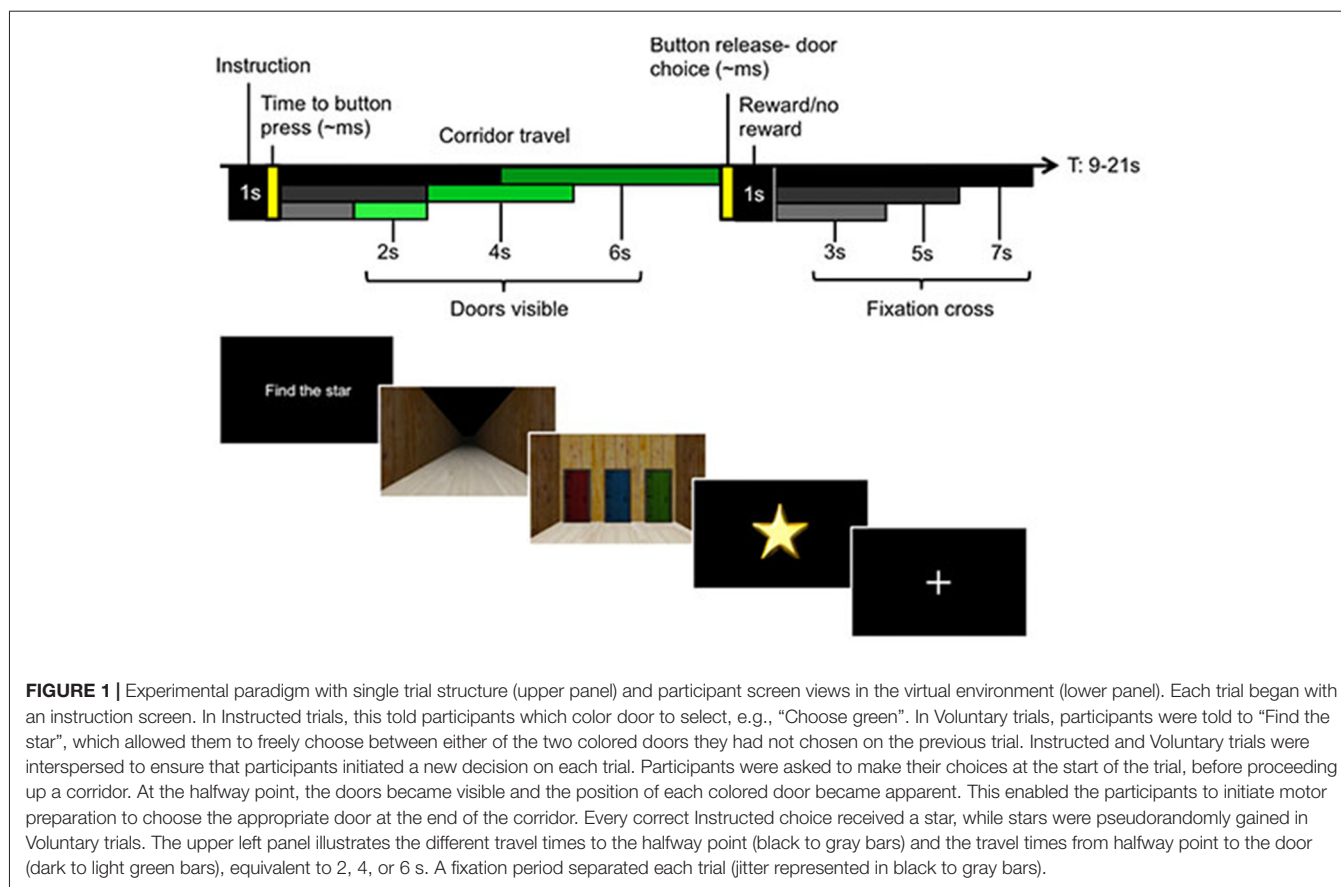 Button release- door
choice (~ms)
Instruction
Time to button
press (~ms)
Reward/no
reward
Corridor travel
T: 9-21s
1s
1s
2s
4s
6s
3s
5s
7s
Doors visible
Fixation cross
Find the star
FIGURE 1 | Experimental paradigm with single trial structure (upper panel) and participant screen views in the virtual environment (lower panel). Each trial began with
an instruction screen. In Instructed trials, this told participants which color door to select, e.g., “Choose green”. In Voluntary trials, participants were told to “Find the
star”, which allowed them to freely choose between either of the two colored doors they had not chosen on the previous trial. Instructed and Voluntary trials were
interspersed to ensure that participants initiated a new decision on each trial. Participants were asked to make their choices at the start of the trial, before proceeding
up a corridor. At the halfway point, the doors became visible and the position of each colored door became apparent. This enabled the participants to initiate motor
preparation to choose the appropriate door at the end of the corridor. Every correct Instructed choice received a star, while stars were pseudorandomly gained in
Voluntary trials. The upper left panel illustrates the different travel times to the halfway point (black to gray bars) and the travel times from halfway point to the door
(dark to light green bars), equivalent to 2, 4, or 6 s. A fixation period separated each trial (jitter represented in black to gray bars).